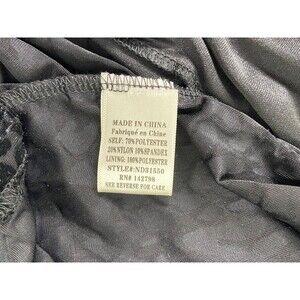 MADE IN CHINA
Fabriqué en Chine
SELF: 70% POLYESTER
20% NYLON 10% SPANDEX
LINING: 100% POLYESTER
STYLE#:ND31550
RN# 142798
SEE REVERSE FOR CARE